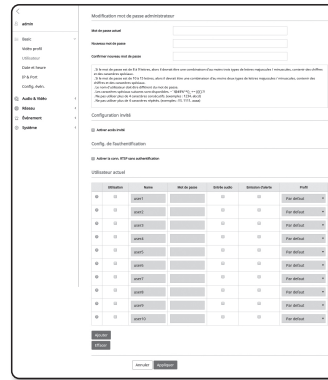 admin
Basic
Vidéo profil
Utilisateur
Date et heure
IP & Port
Config. évén.
Audio & Vidéo
Réseau
Événement
Système
Modification mot de passe administrateur
Mot de passe actuel
Nouveau mot de passe
Confirmer nouveau mot de passe
Configuration invité
Activer accès invité
Config. de l'authentification
Activer la conn. RTSP sans authentification
Utilisateur actuel
Utilisation Name Mot de passe Entrée audio Emission d'alerte Profil
user1 Par défaut
user2 Par défaut
user3 Par défaut
user4 Par défaut
user5 Par défaut
user6 Par défaut
user7 Par défaut
user8 Par défaut
user9 Par défaut
user10 Par défaut
Ajouter
Effacer
Annuler Appliquer